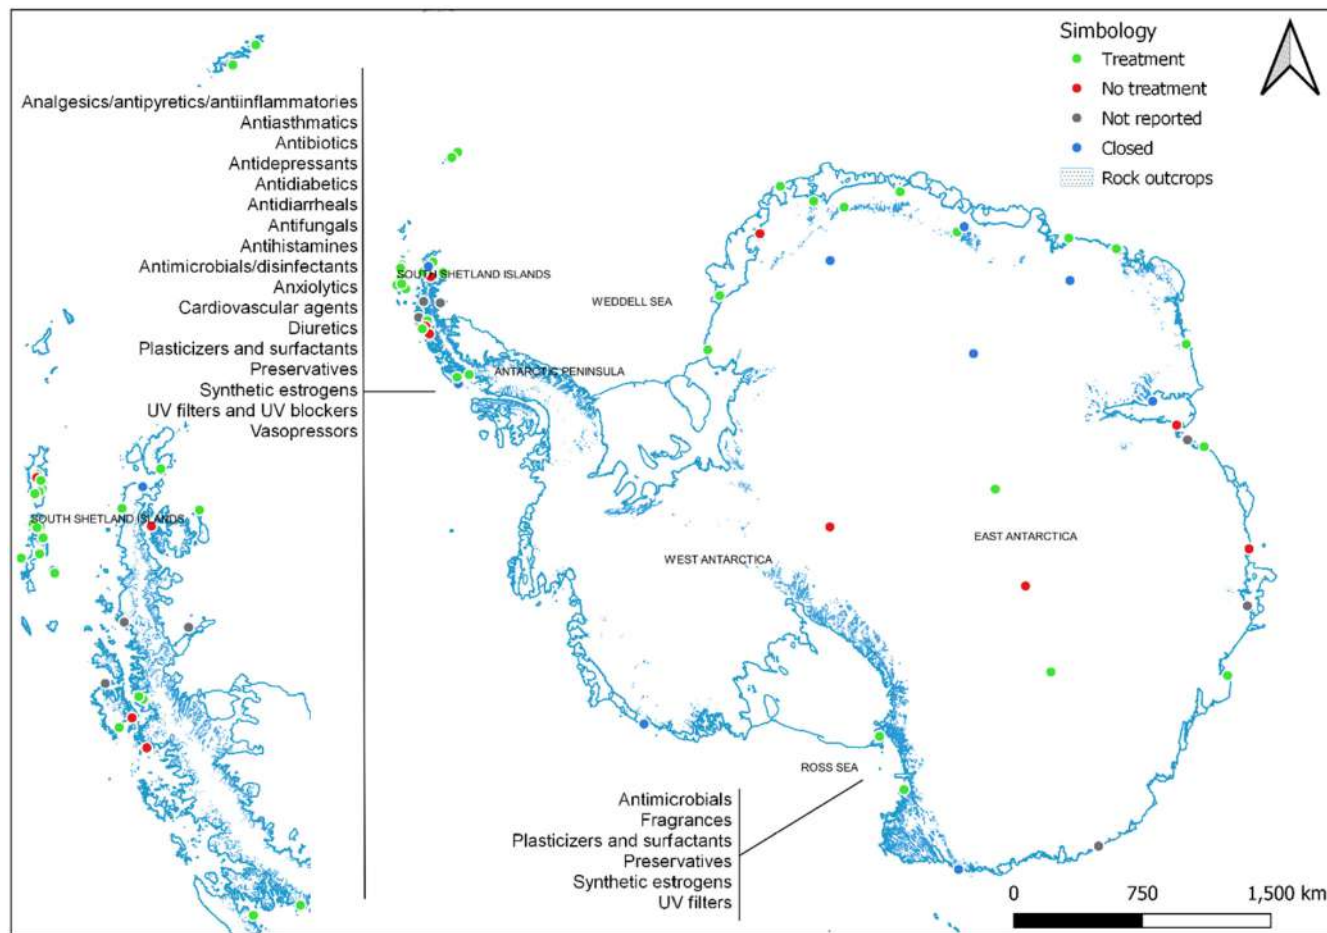 Simbology
Treatment
No treatment
Not reported
Closed
Rock outcrops
Analgesics/antipyretics/antiinflammatories
Antiasthmatics
Antibiotics
Antidepressants
Antidiabetics
Antidiarrheals
Antifungals
Antihistamines
Antimicrobials/disinfectants
Anxiolytics
Cardiovascular agents
Diuretics
Plasticizers and surfactants
Preservatives
Synthetic estrogens
UV filters and UV blockers
Vasopressors
SOUTH SHETLAND ISLANDS
WEDDELL SEA
ANTARCTIC PENINSULA
SOUTH SHETLAND ISLANDS
EAST ANTARCTICA
WEST ANTARCTICA
ROSS SEA
Antimicrobials
Fragrances
Plasticizers and surfactants
Preservatives
Synthetic estrogens
UV filters
0 750 1,500 km